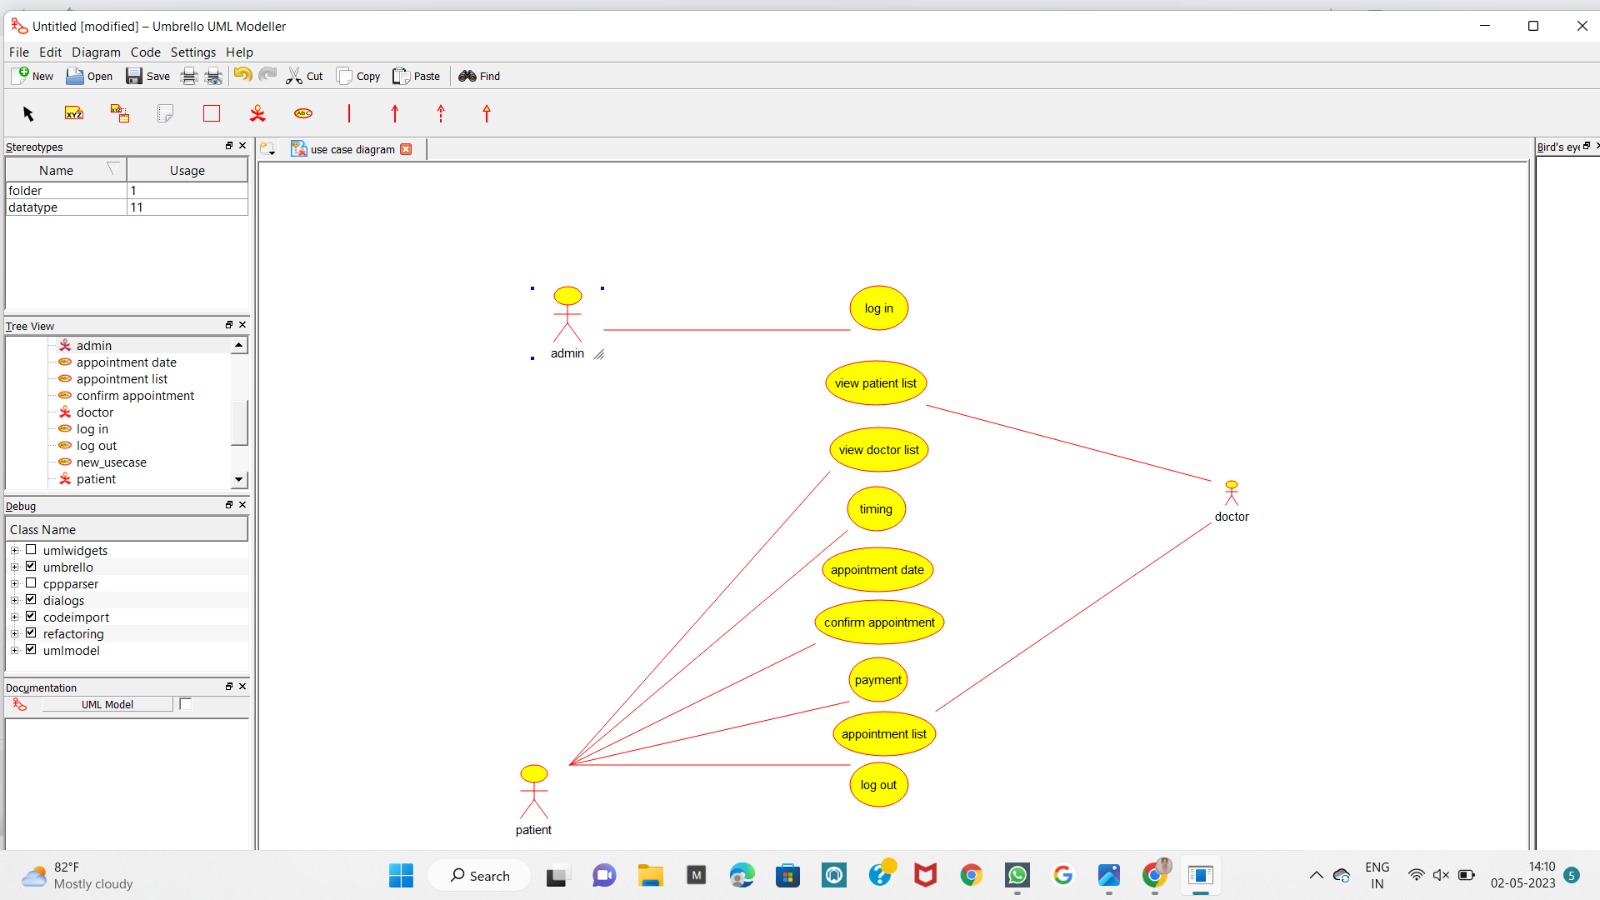 Untitled [modified] – Umbrello UML Modeller
File Edit Diagram Code Settings Help
New Open Save Cut Copy Paste Find
XYZ XYZ ABC
Stereotypes
Name Usage
folder 1
datatype 11
Tree View
admin
appointment date
appointment list
confirm appointment
doctor
log in
log out
new_usecase
patient
Debug
Class Name
umlwidgets
umbrello
cppparser
dialogs
codeimport
refactoring
umlmodel
Documentation
UML Model
use case diagram
Bird's eye
admin
log in
view patient list
view doctor list
timing
doctor
appointment date
confirm appointment
payment
appointment list
log out
patient
82°F
Mostly cloudy
Search
M
G
ENG
IN
14:10
02-05-2023
5